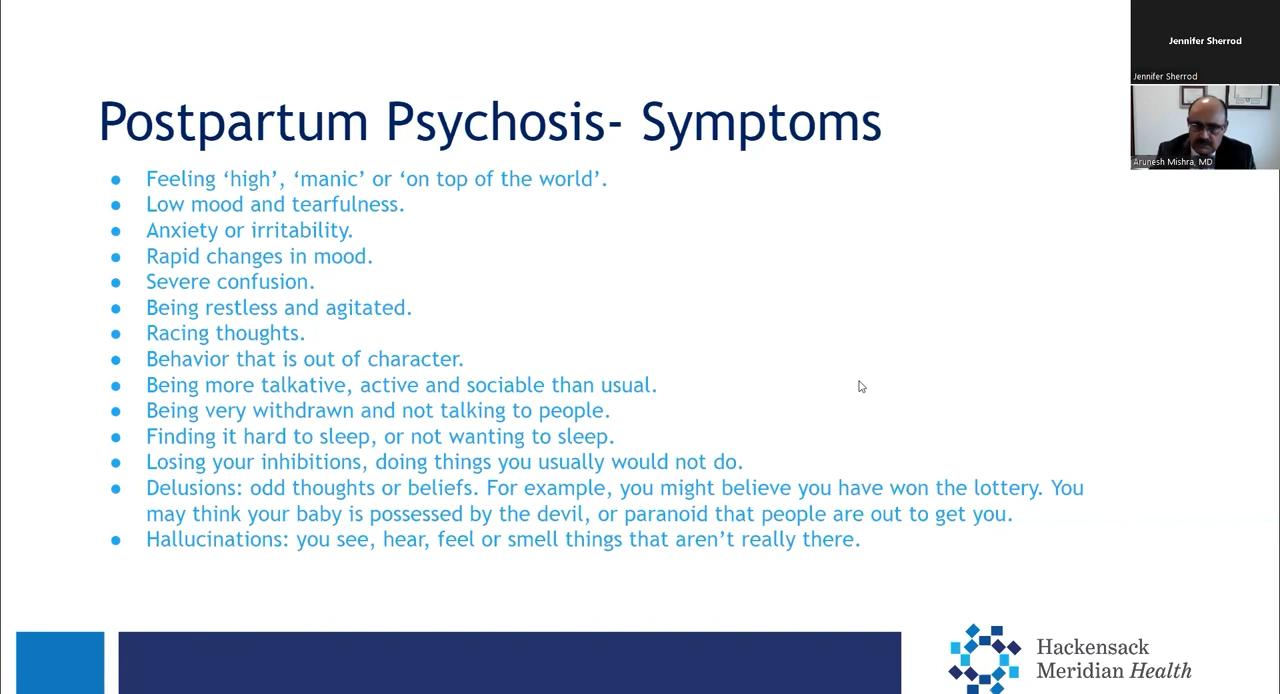 Postpartum Psychosis- Symptoms
● Feeling ‘high’, ‘manic’ or ‘on top of the world’.
● Low mood and tearfulness.
● Anxiety or irritability.
● Rapid changes in mood.
● Severe confusion.
● Being restless and agitated.
● Racing thoughts.
● Behavior that is out of character.
● Being more talkative, active and sociable than usual.
● Being very withdrawn and not talking to people.
● Finding it hard to sleep, or not wanting to sleep.
● Losing your inhibitions, doing things you usually would not do.
● Delusions: odd thoughts or beliefs. For example, you might believe you have won the lottery. You
may think your baby is possessed by the devil, or paranoid that people are out to get you.
● Hallucinations: you see, hear, feel or smell things that aren’t really there.
Jennifer Sherrod
Jennifer Sherrod
Arunesh Mishra, MD
Hackensack
Meridian Health